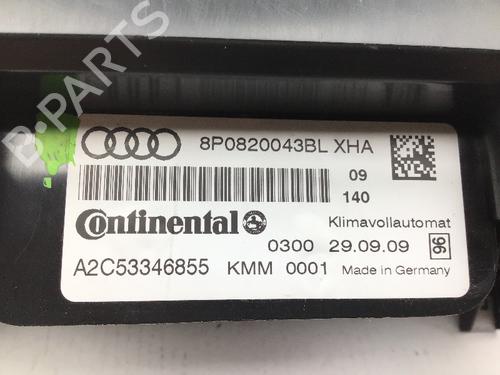 B-PARTS
8P0820043BL XHA
09
140
Continental
Klimavollautomat
0300 29.09.09 96
A2C53346855 KMM 0001 Made in Germany